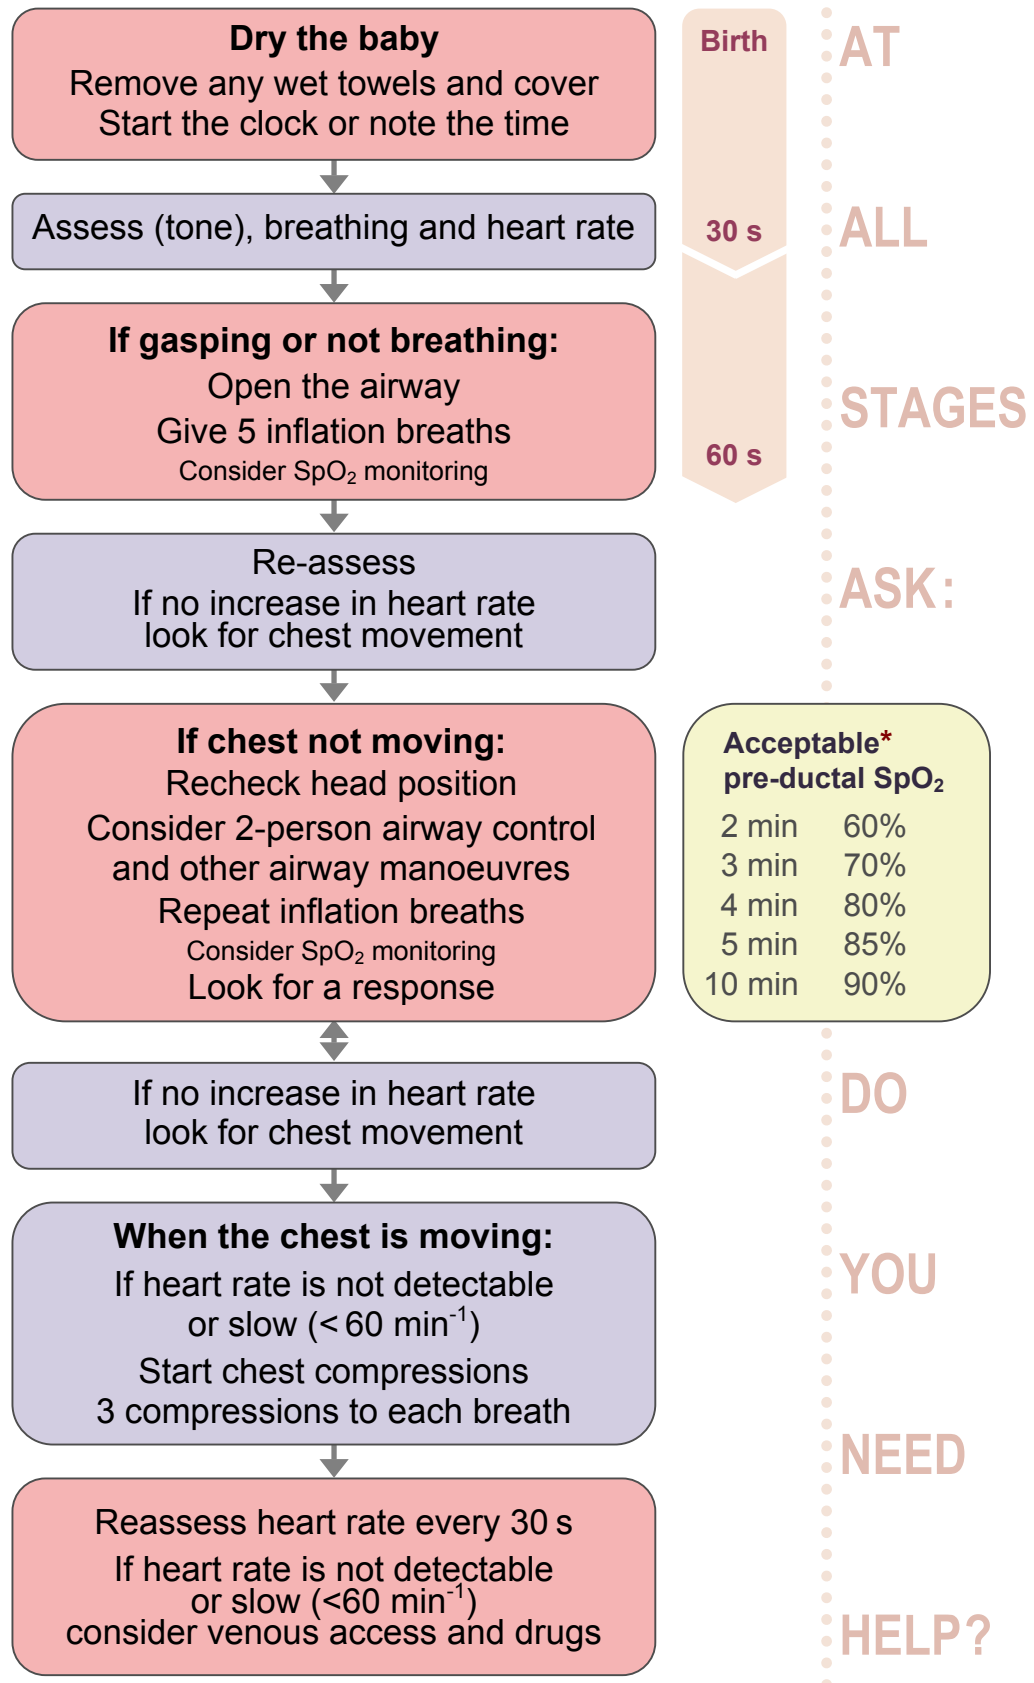 Dry the baby
Remove any wet towels and cover
Start the clock or note the time
Assess (tone), breathing and heart rate
If gasping or not breathing:
Open the airway
Give 5 inflation breaths
Consider SpO₂ monitoring
Re-assess
If no increase in heart rate
look for chest movement
If chest not moving:
Recheck head position
Consider 2-person airway control
and other airway manoeuvres
Repeat inflation breaths
Consider SpO₂ monitoring
Look for a response
If no increase in heart rate
look for chest movement
When the chest is moving:
If heart rate is not detectable
or slow (< 60 min⁻¹)
Start chest compressions
3 compressions to each breath
Reassess heart rate every 30 s
If heart rate is not detectable
or slow (<60 min⁻¹)
consider venous access and drugs
Birth
30 s
60 s
Acceptable*
pre-ductal SpO₂
2 min 60%
3 min 70%
4 min 80%
5 min 85%
10 min 90%
AT
ALL
STAGES
ASK:
DO
YOU
NEED
HELP?